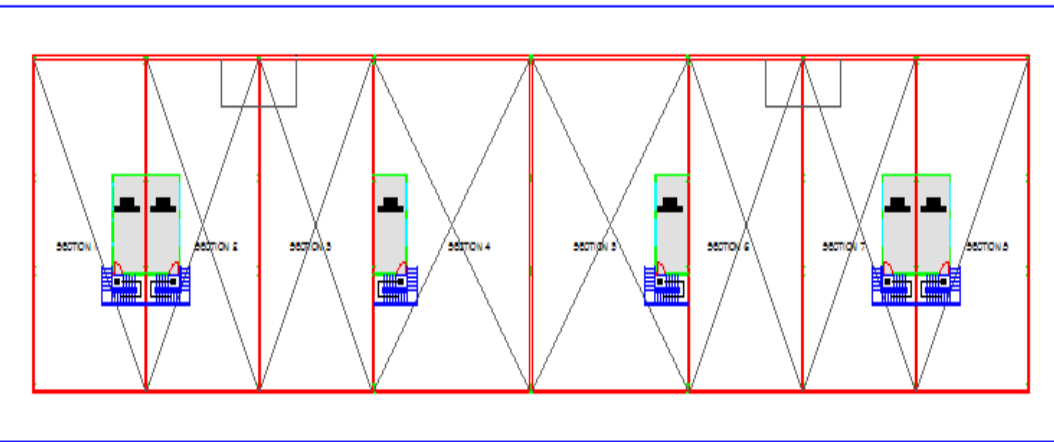 SECTION 1
SECTION 2
SECTION 3
SECTION 4
SECTION 5
SECTION 6
SECTION 7
SECTION 8